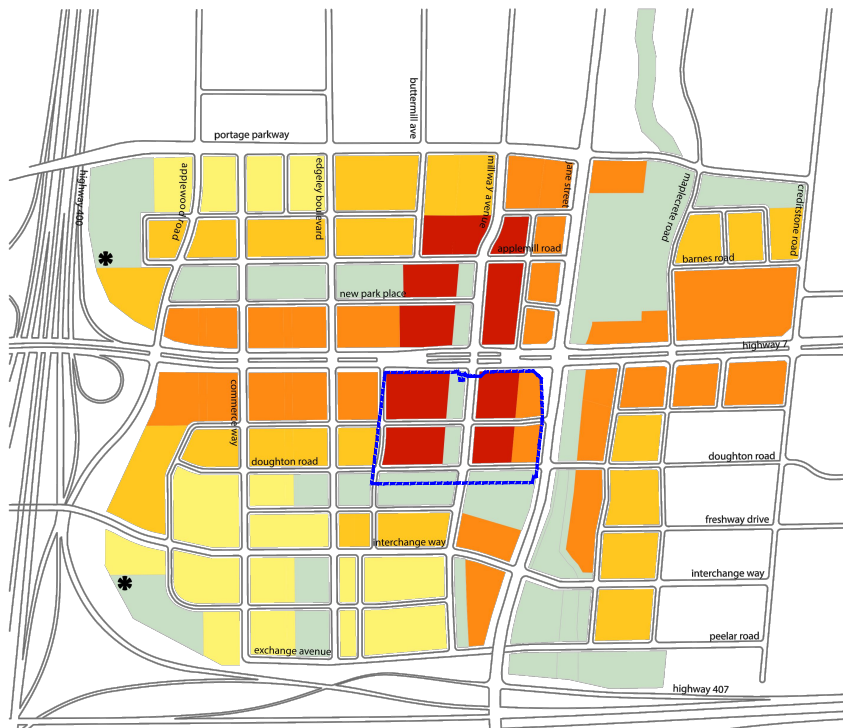 buttermill ave
portage parkway
highway 400
applewood road
edgeley boulevard
millway avenue
jane street
maplecrete road
creditstone road
applemill road
barnes road
new park place
highway 7
commerce way
doughton road
doughton road
freshway drive
interchange way
interchange way
peelar road
exchange avenue
highway 407